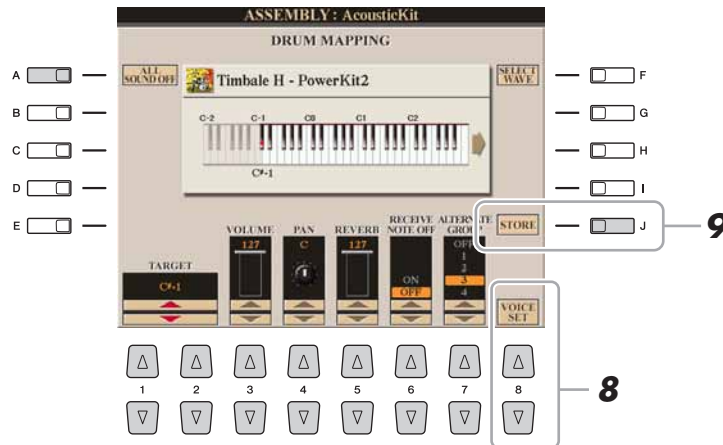 ASSEMBLY: AcousticKit
DRUM MAPPING
A
ALL
SOUND OFF
Timbale H - PowerKit2
SELECT
WAVE
F
B
C-2 C-1 C0 C1 C2
G
C
H
C#-1
D
I
E
VOLUME PAN REVERB RECEIVE
NOTE OFF ALTERNATE
GROUP
STORE
J
9
127 C 127 ON
OFF OFF
1
2
3
4
TARGET
C#-1
VOICE
SET
8
1 2 3 4 5 6 7 8